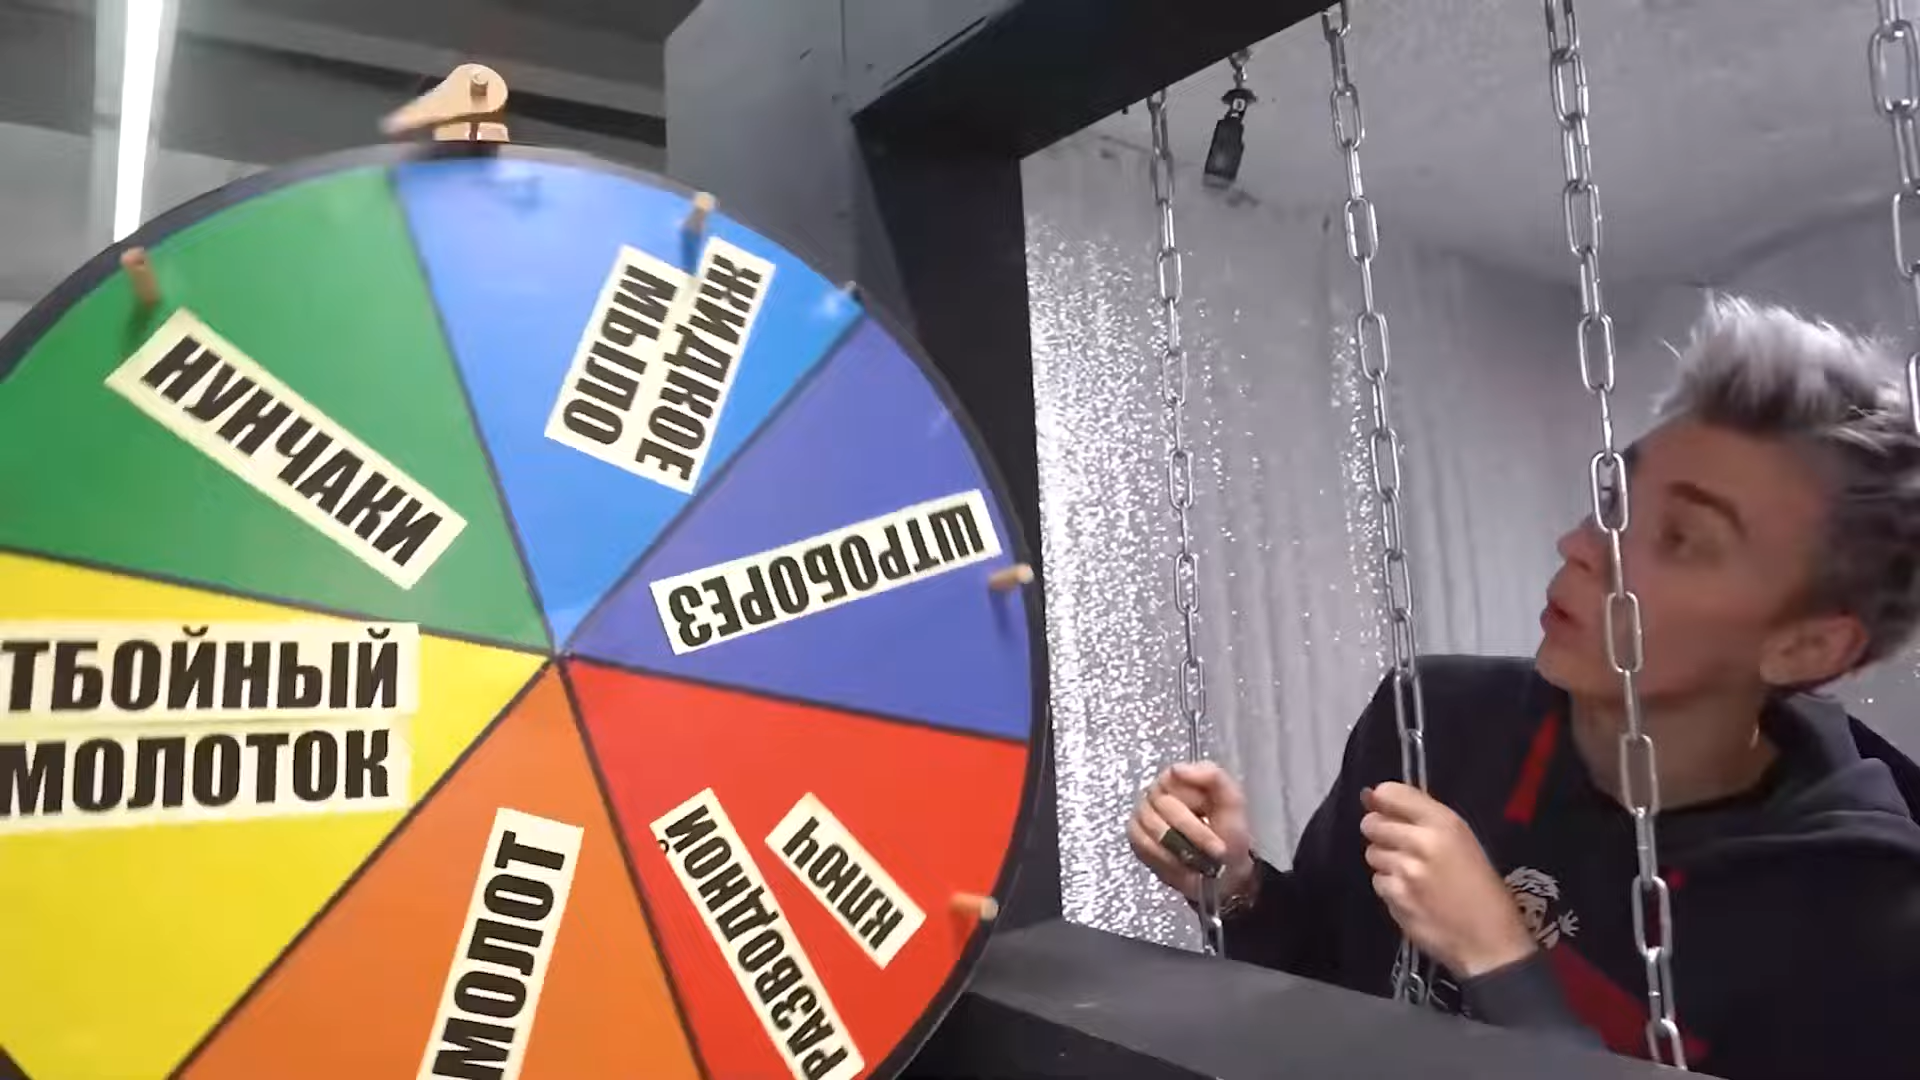 НУНЧАКИ
ЖИДКОЕ
МЫЛО
ШТРОБОРЕЗ
ТБОЙНЫЙ
МОЛОТОК
МОЛОТ
РАЗВОДНОЙ
КЛЮЧ